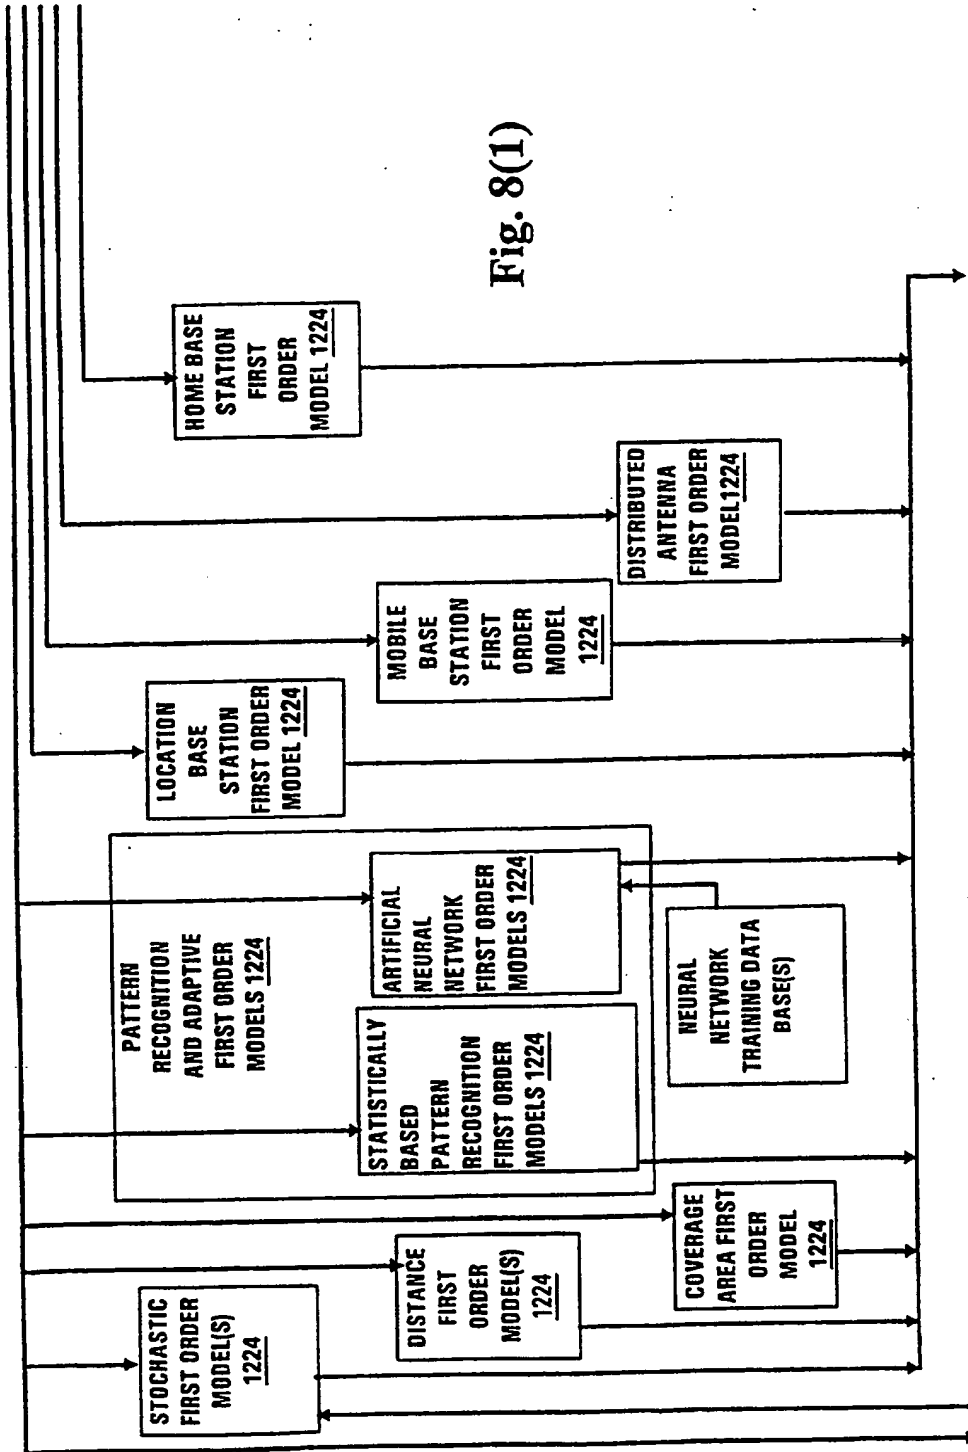 STOCHASTIC
FIRST ORDER
MODEL(S)
1224
DISTANCE
FIRST
ORDER
MODEL(S)
1224
COVERAGE
AREA FIRST
ORDER
MODEL
1224
PATTERN
RECOGNITION
AND ADAPTIVE
FIRST ORDER
MODELS 1224
STATISTICALLY
BASED
PATTERN
RECOGNITION
FIRST ORDER
MODELS 1224
ARTIFICIAL
NEURAL
NETWORK
FIRST ORDER
MODELS 1224
NEURAL
NETWORK
TRAINING DATA
BASE(S)
LOCATION
BASE
STATION
FIRST ORDER
MODEL 1224
MOBILE
BASE
STATION
FIRST
ORDER
MODEL
1224
DISTRIBUTED
ANTENNA
FIRST ORDER
MODEL1224
HOME BASE
STATION
FIRST
ORDER
MODEL 1224
Fig. 8(1)